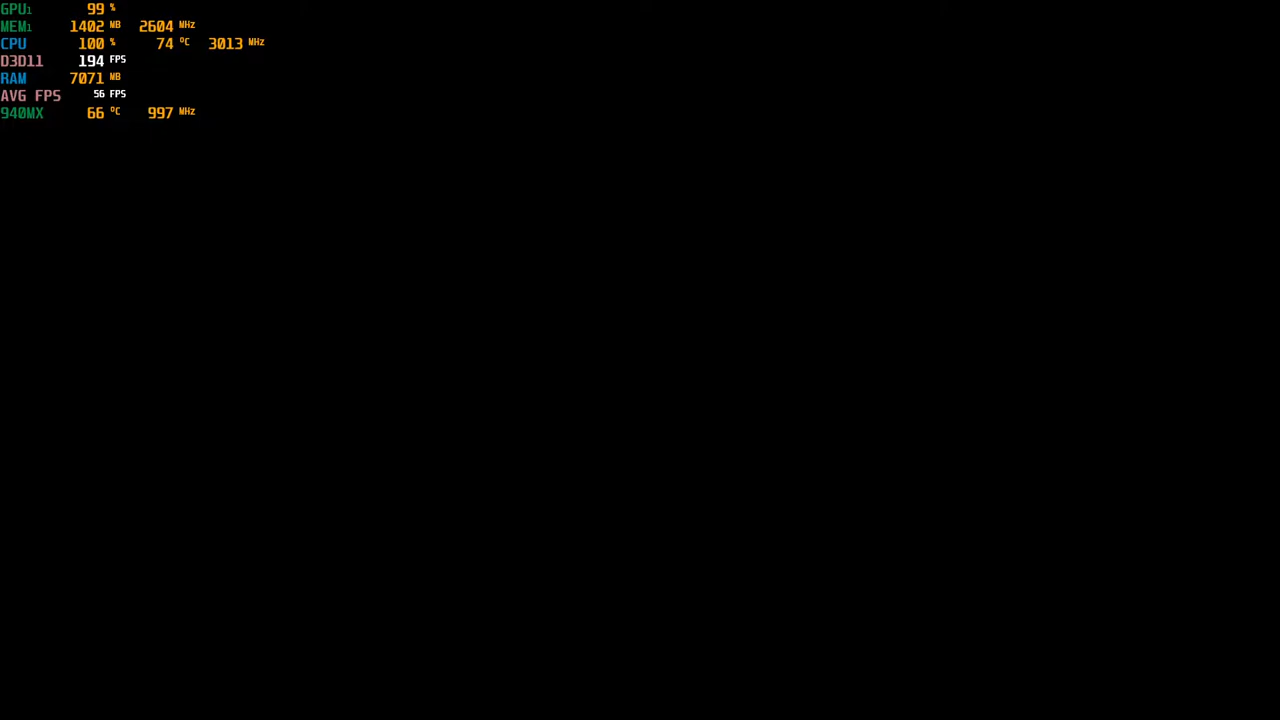 GPU1 99 %
MEM1 1402 MB 2604 MHz
CPU 100 % 74 °C 3013 MHz
D3D11 194 FPS
RAM 7071 MB
AVG FPS 56 FPS
940MX 66 °C 997 MHz